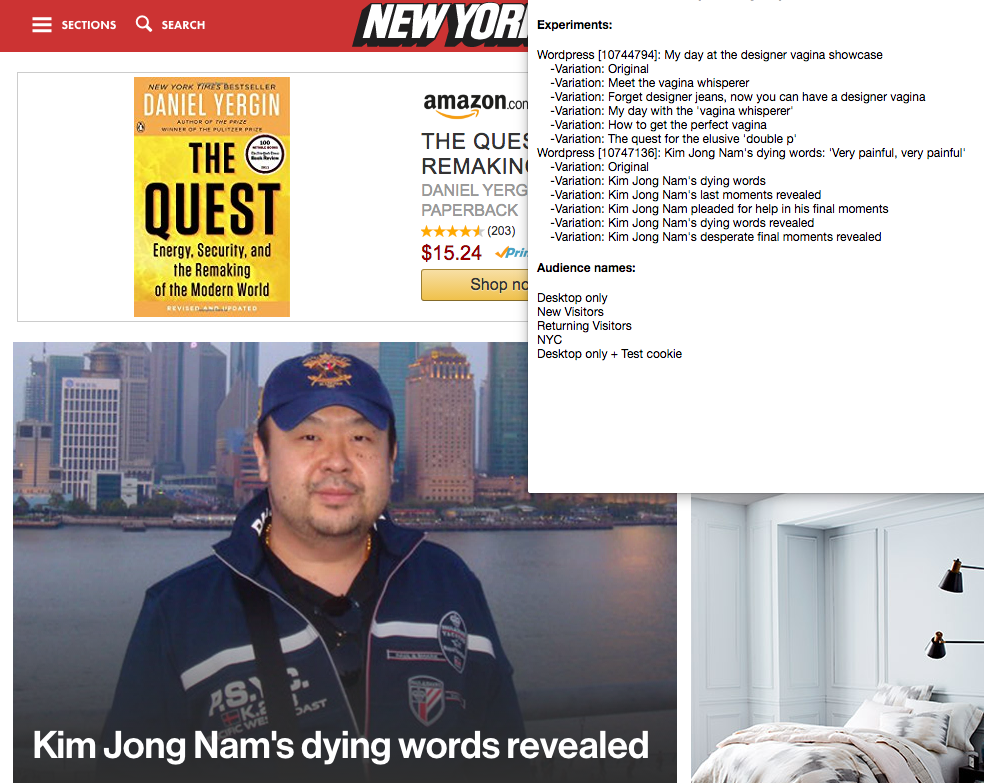 SECTIONS
SEARCH
NEW YOR
NEW YORK TIMES BESTSELLER
DANIEL YERGIN
AUTHOR OF THE PRIZE
WINNER OF THE PULITZER PRIZE
100
Book Review
THE
QUEST
Energy, Security, and
the Remaking
of the Modern World
REVISED AND UPDATED
amazon.com
THE QUES
REMAKIN
DANIEL YERG
PAPERBACK
(203)
$15.24
Prin
Shop no
Experiments:
Wordpress [10744794]: My day at the designer vagina showcase
-Variation: Original
-Variation: Meet the vagina whisperer
-Variation: Forget designer jeans, now you can have a designer vagina
-Variation: My day with the 'vagina whisperer'
-Variation: How to get the perfect vagina
-Variation: The quest for the elusive 'double p'
Wordpress [10747136]: Kim Jong Nam's dying words: 'Very painful, very painful'
-Variation: Original
-Variation: Kim Jong Nam's dying words
-Variation: Kim Jong Nam's last moments revealed
-Variation: Kim Jong Nam pleaded for help in his final moments
-Variation: Kim Jong Nam's dying words revealed
-Variation: Kim Jong Nam's desperate final moments revealed
Audience names:
Desktop only
New Visitors
Returning Visitors
NYC
Desktop only + Test cookie
P.S.Y.C.
Kim Jong Nam's dying words revealed